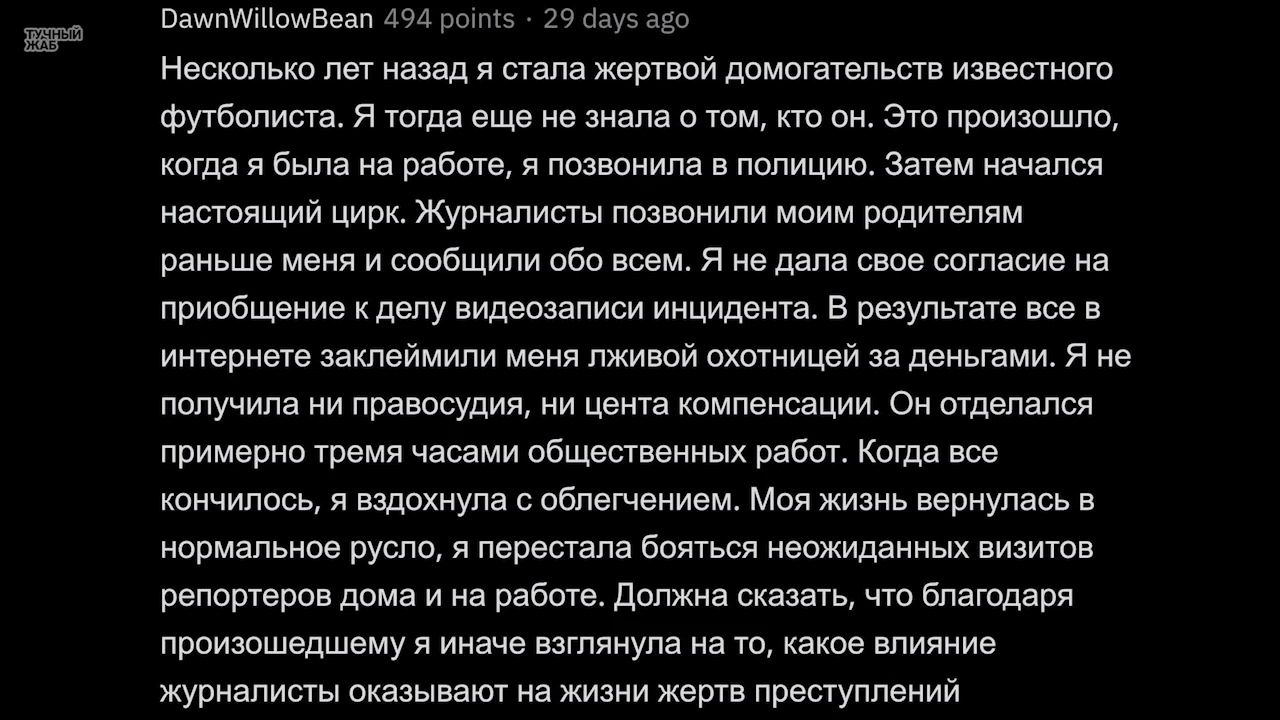 DawnWillowBean 494 points · 29 days ago
ТУЧНЫЙ
ЖАБ
Несколько лет назад я стала жертвой домогательств известного
футболиста. Я тогда еще не знала о том, кто он. Это произошло,
когда я была на работе, я позвонила в полицию. Затем начался
настоящий цирк. Журналисты позвонили моим родителям
раньше меня и сообщили обо всем. Я не дала свое согласие на
приобщение к делу видеозаписи инцидента. В результате все в
интернете заклеймили меня лживой охотницей за деньгами. Я не
получила ни правосудия, ни цента компенсации. Он отделался
примерно тремя часами общественных работ. Когда все
кончилось, я вздохнула с облегчением. Моя жизнь вернулась в
нормальное русло, я перестала бояться неожиданных визитов
репортеров дома и на работе. Должна сказать, что благодаря
произошедшему я иначе взглянула на то, какое влияние
журналисты оказывают на жизни жертв преступлений